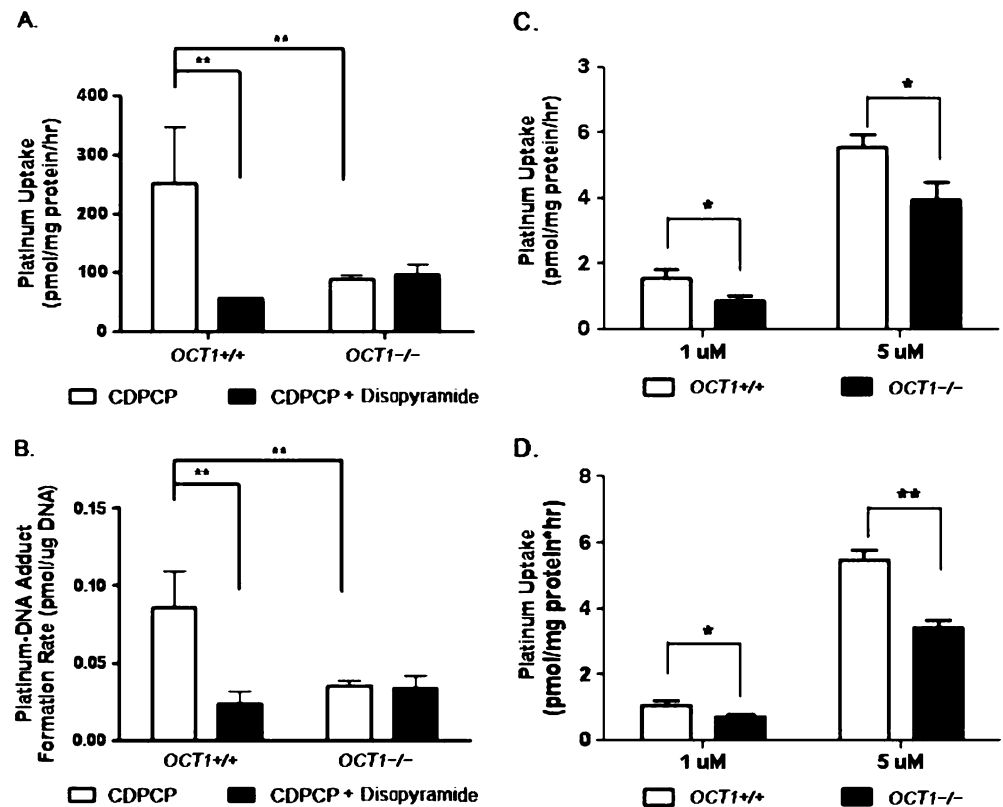 A.
**
**
Platinum Uptake
(pmol/mg protein/hr)
400
300
200
100
0
OCT1+/+
OCT1−/−
CDPCP
CDPCP + Disopyramide
B.
**
**
Platinum-DNA Adduct
Formation Rate (pmol/ug DNA)
0.15
0.10
0.05
0.00
OCT1+/+
OCT1−/−
CDPCP
CDPCP + Disopyramide
C.
Platinum Uptake
(pmol/mg protein/hr)
3
6
4
2
0
*
*
1 uM
5 uM
OCT1+/+
OCT1−/−
D.
Platinum Uptake
(pmol/mg protein*hr)
8
6
4
2
0
*
**
1 uM
5 uM
OCT1+/+
OCT1−/−